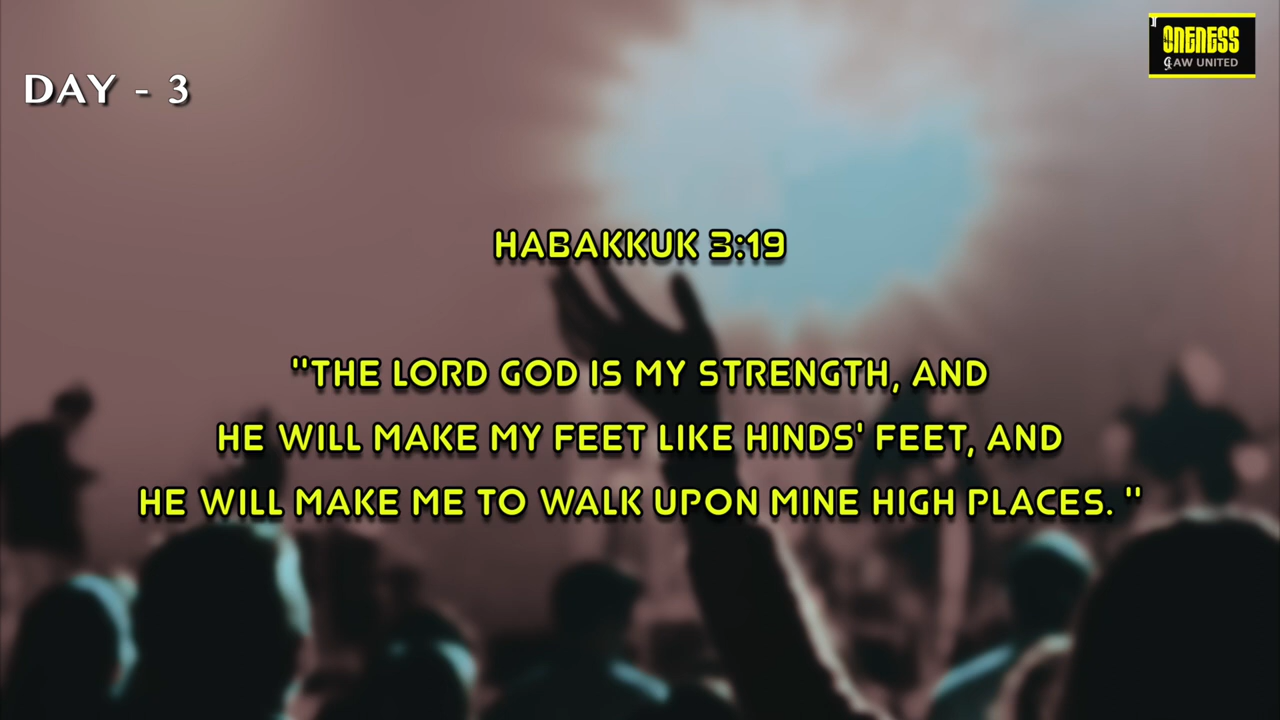 ONENESS
GAW UNITED
DAY - 3
HABAKKUK 3:19
"THE LORD GOD IS MY STRENGTH, AND
HE WILL MAKE MY FEET LIKE HINDS' FEET, AND
HE WILL MAKE ME TO WALK UPON MINE HIGH PLACES. "